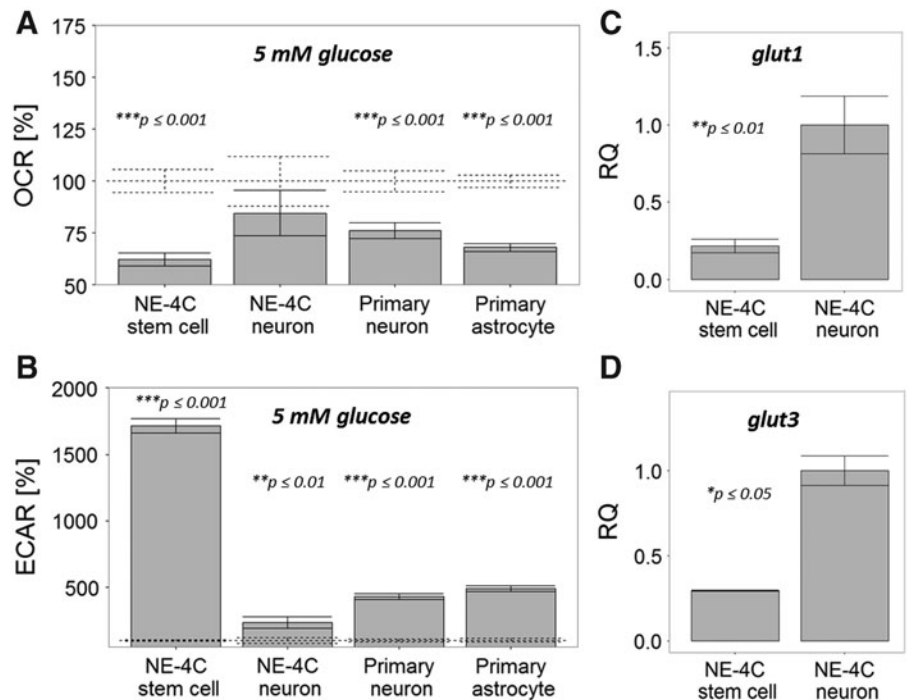 A
5 mM glucose
OCR [%]
175
150
125
100
75
50
***p ≤ 0.001
***p ≤ 0.001
***p ≤ 0.001
NE-4C stem cell
NE-4C neuron
Primary neuron
Primary astrocyte
B
5 mM glucose
ECAR [%]
2000
1500
1000
500
***p ≤ 0.001
**p ≤ 0.01
***p ≤ 0.001
***p ≤ 0.001
NE-4C stem cell
NE-4C neuron
Primary neuron
Primary astrocyte
C
glut1
RQ
1.5
1.0
0.5
0.0
**p ≤ 0.01
NE-4C stem cell
NE-4C neuron
D
glut3
RQ
1.0
0.5
0.0
*p ≤ 0.05
NE-4C stem cell
NE-4C neuron